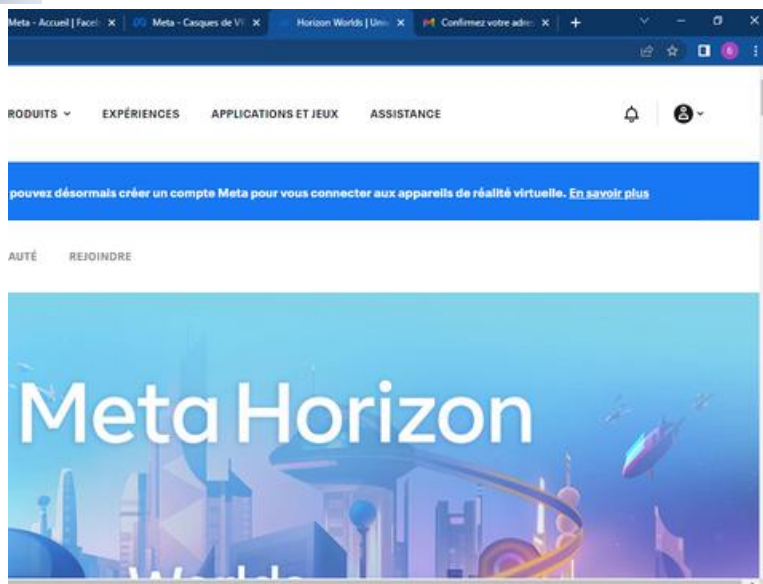 Meta - Accueil | Faceb
Meta - Casques de VR
Horizon Worlds | Univ
Confirmez votre adre
RODUITS
EXPÉRIENCES
APPLICATIONS ET JEUX
ASSISTANCE
pouvez désormais créer un compte Meta pour vous connecter aux appareils de réalité virtuelle. En savoir plus
AUTÉ
REJOINDRE
Meta Horizon
Worlds